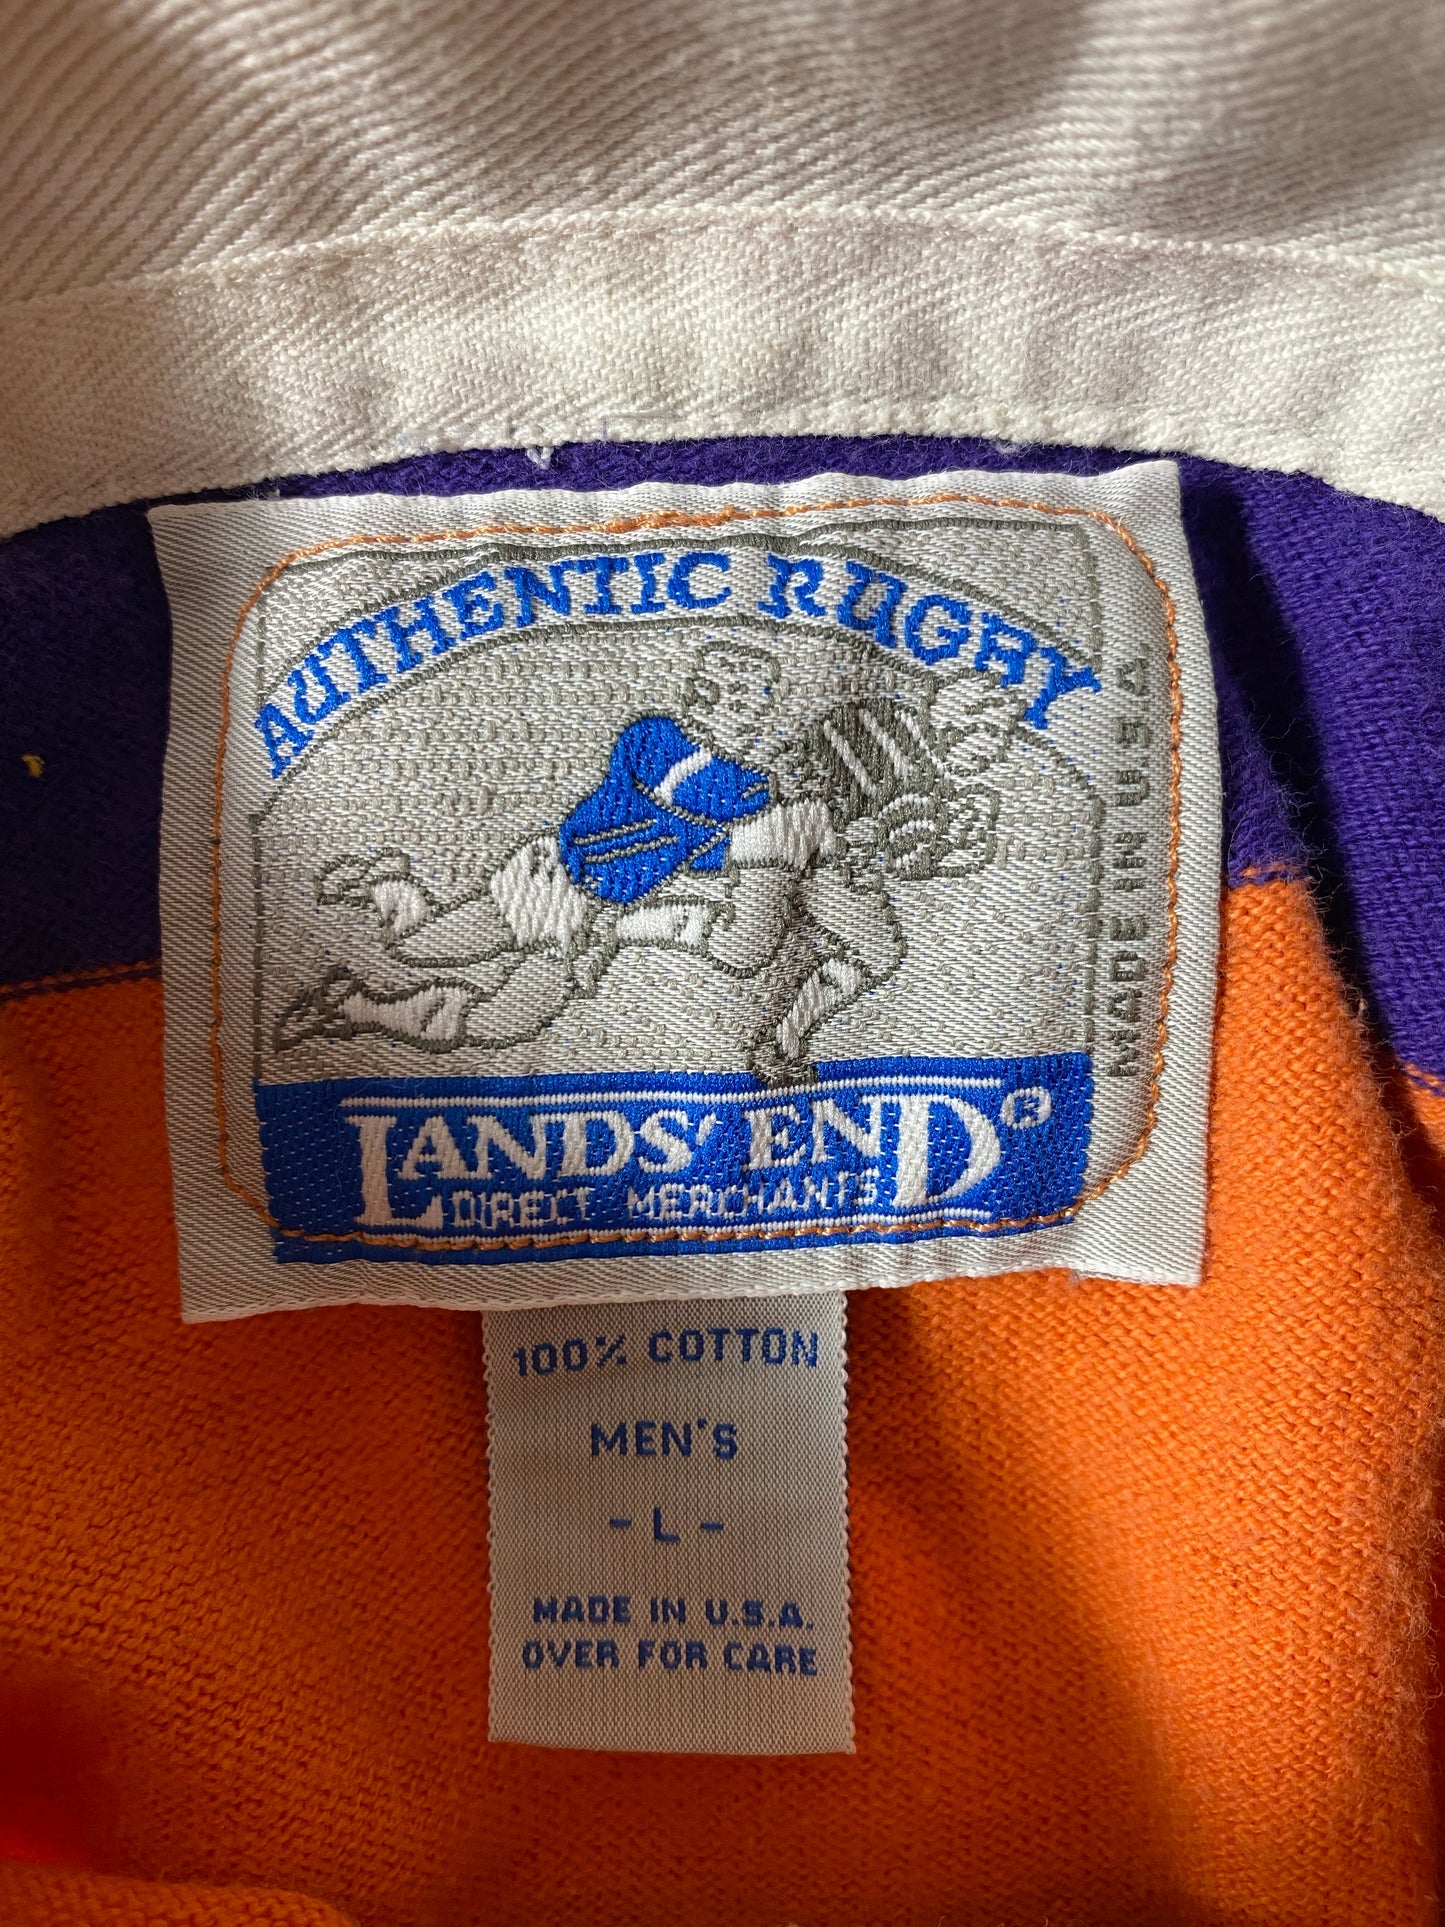 AUTHENTIC RUGBY
MADE IN U.S.A
LANDS' END®
DIRECT MERCHANTS
100% COTTON
MEN'S
- L -
MADE IN U.S.A.
OVER FOR CARE